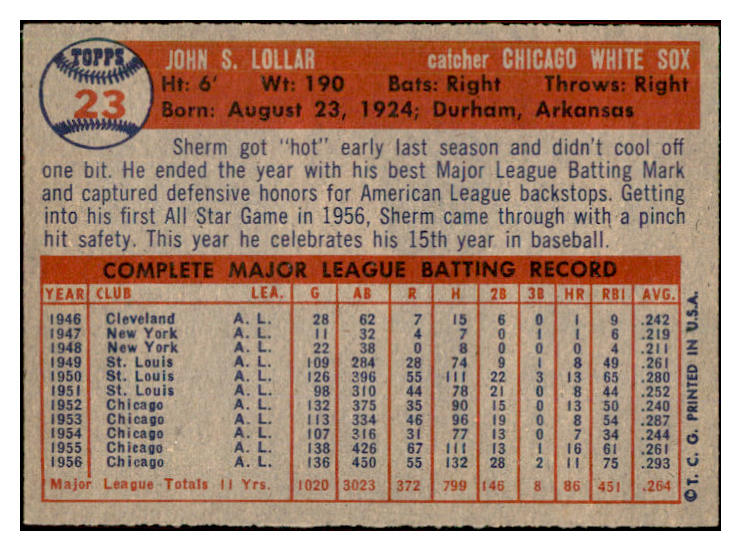 TOPPS
23
JOHN S. LOLLAR catcher CHICAGO WHITE SOX
Ht: 6' Wt: 190 Bats: Right Throws: Right
Born: August 23, 1924; Durham, Arkansas
Sherm got "hot" early last season and didn't cool off
one bit. He ended the year with his best Major League Batting Mark
and captured defensive honors for American League backstops. Getting
into his first All Star Game in 1956, Sherm came through with a pinch
hit safety. This year he celebrates his 15th year in baseball.
COMPLETE MAJOR LEAGUE BATTING RECORD
YEAR CLUB LEA. G AB R H 2B 3B HR RBI AVG.
1946 Cleveland A. L. 28 62 7 15 6 0 1 9 .242
1947 New York A. L. 11 32 4 7 0 1 1 6 .219
1948 New York A. L. 22 38 0 8 0 0 0 4 .211
1949 St. Louis A. L. 109 284 28 74 9 1 8 49 .261
1950 St. Louis A. L. 126 396 55 111 22 3 13 65 .280
1951 St. Louis A. L. 98 310 44 78 21 0 8 44 .252
1952 Chicago A. L. 132 375 35 90 15 0 13 50 .240
1953 Chicago A. L. 113 334 46 96 19 0 8 54 .287
1954 Chicago A. L. 107 316 31 77 13 0 7 34 .244
1955 Chicago A. L. 138 426 67 111 13 1 16 61 .261
1956 Chicago A. L. 136 450 55 132 28 2 11 75 .293
Major League Totals 11 Yrs. 1020 3023 372 799 146 8 86 451 .264
© T. C. G. PRINTED IN U.S.A.